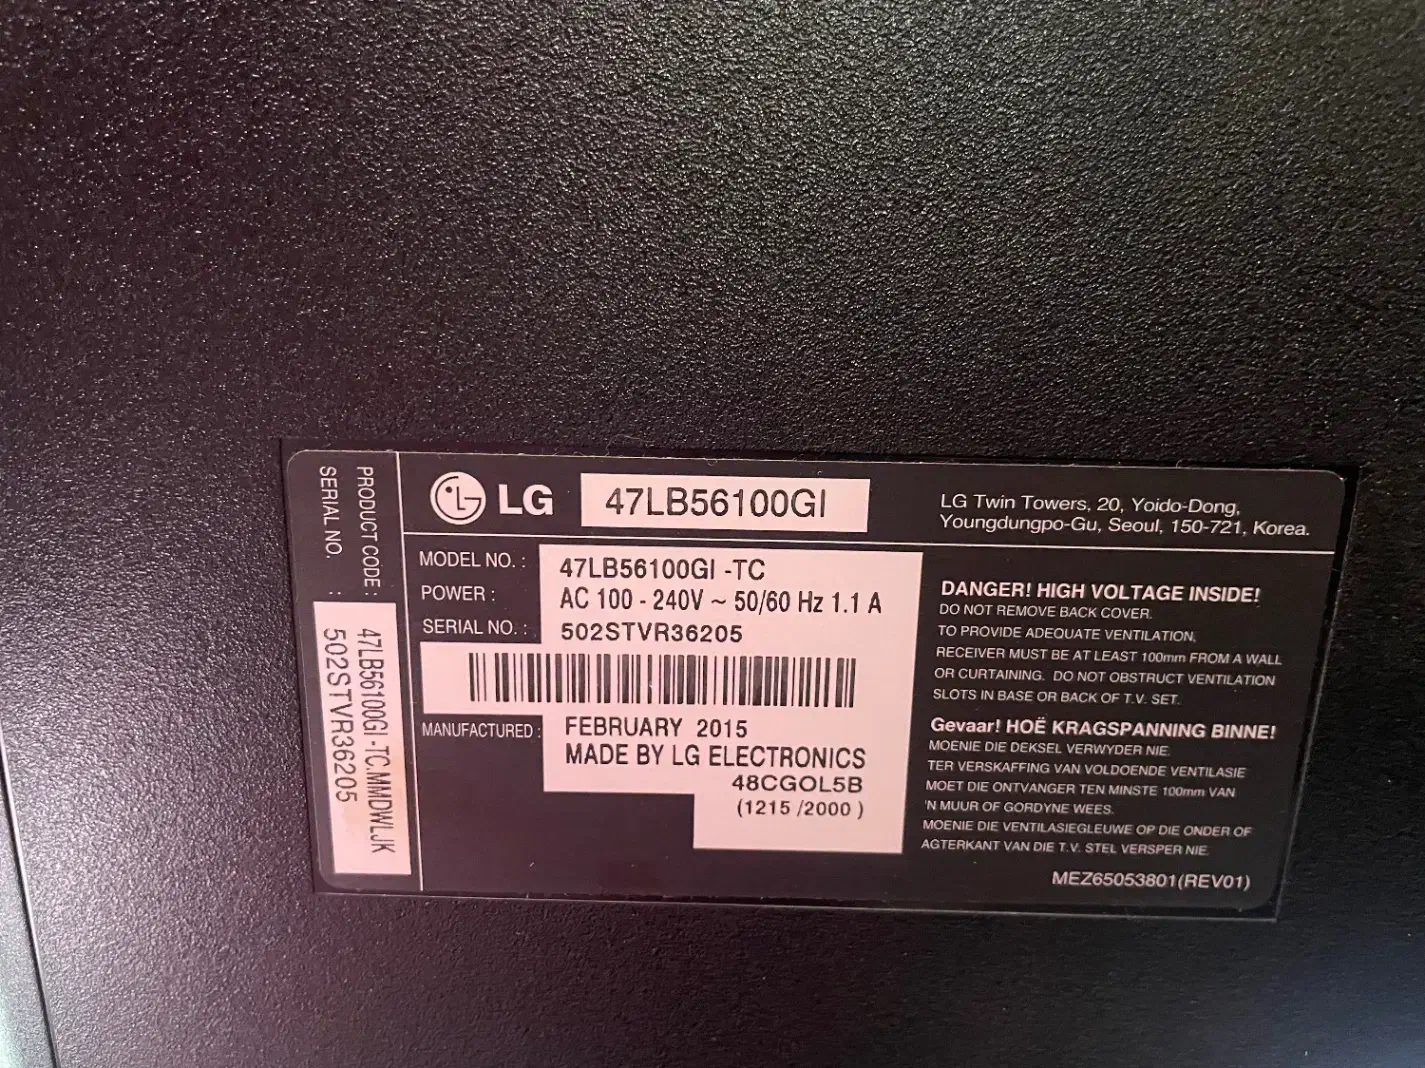 LG 47LB56100GI
LG Twin Towers, 20, Yoido-Dong,
Youngdungpo-Gu, Seoul, 150-721, Korea.
MODEL NO. : 47LB56100GI -TC
POWER : AC 100 - 240V ~ 50/60 Hz 1.1 A
SERIAL NO. : 502STVR36205
MANUFACTURED : FEBRUARY 2015
MADE BY LG ELECTRONICS
48CGOL5B
(1215 /2000 )
DANGER! HIGH VOLTAGE INSIDE!
DO NOT REMOVE BACK COVER.
TO PROVIDE ADEQUATE VENTILATION,
RECEIVER MUST BE AT LEAST 100mm FROM A WALL
OR CURTAINING. DO NOT OBSTRUCT VENTILATION
SLOTS IN BASE OR BACK OF T.V. SET.
Gevaar! HOË KRAGSPANNING BINNE!
MOENIE DIE DEKSEL VERWYDER NIE.
TER VERSKAFFING VAN VOLDOENDE VENTILASIE
MOET DIE ONTVANGER TEN MINSTE 100mm VAN
'N MUUR OF GORDYNE WEES.
MOENIE DIE VENTILASIEGLEUWE OP DIE ONDER OF
AGTERKANT VAN DIE T.V. STEL VERSPER NIE.
MEZ65053801(REV01)
PRODUCT CODE : 47LB56100GI -TC.MMDWLJK
SERIAL NO. : 502STVR36205